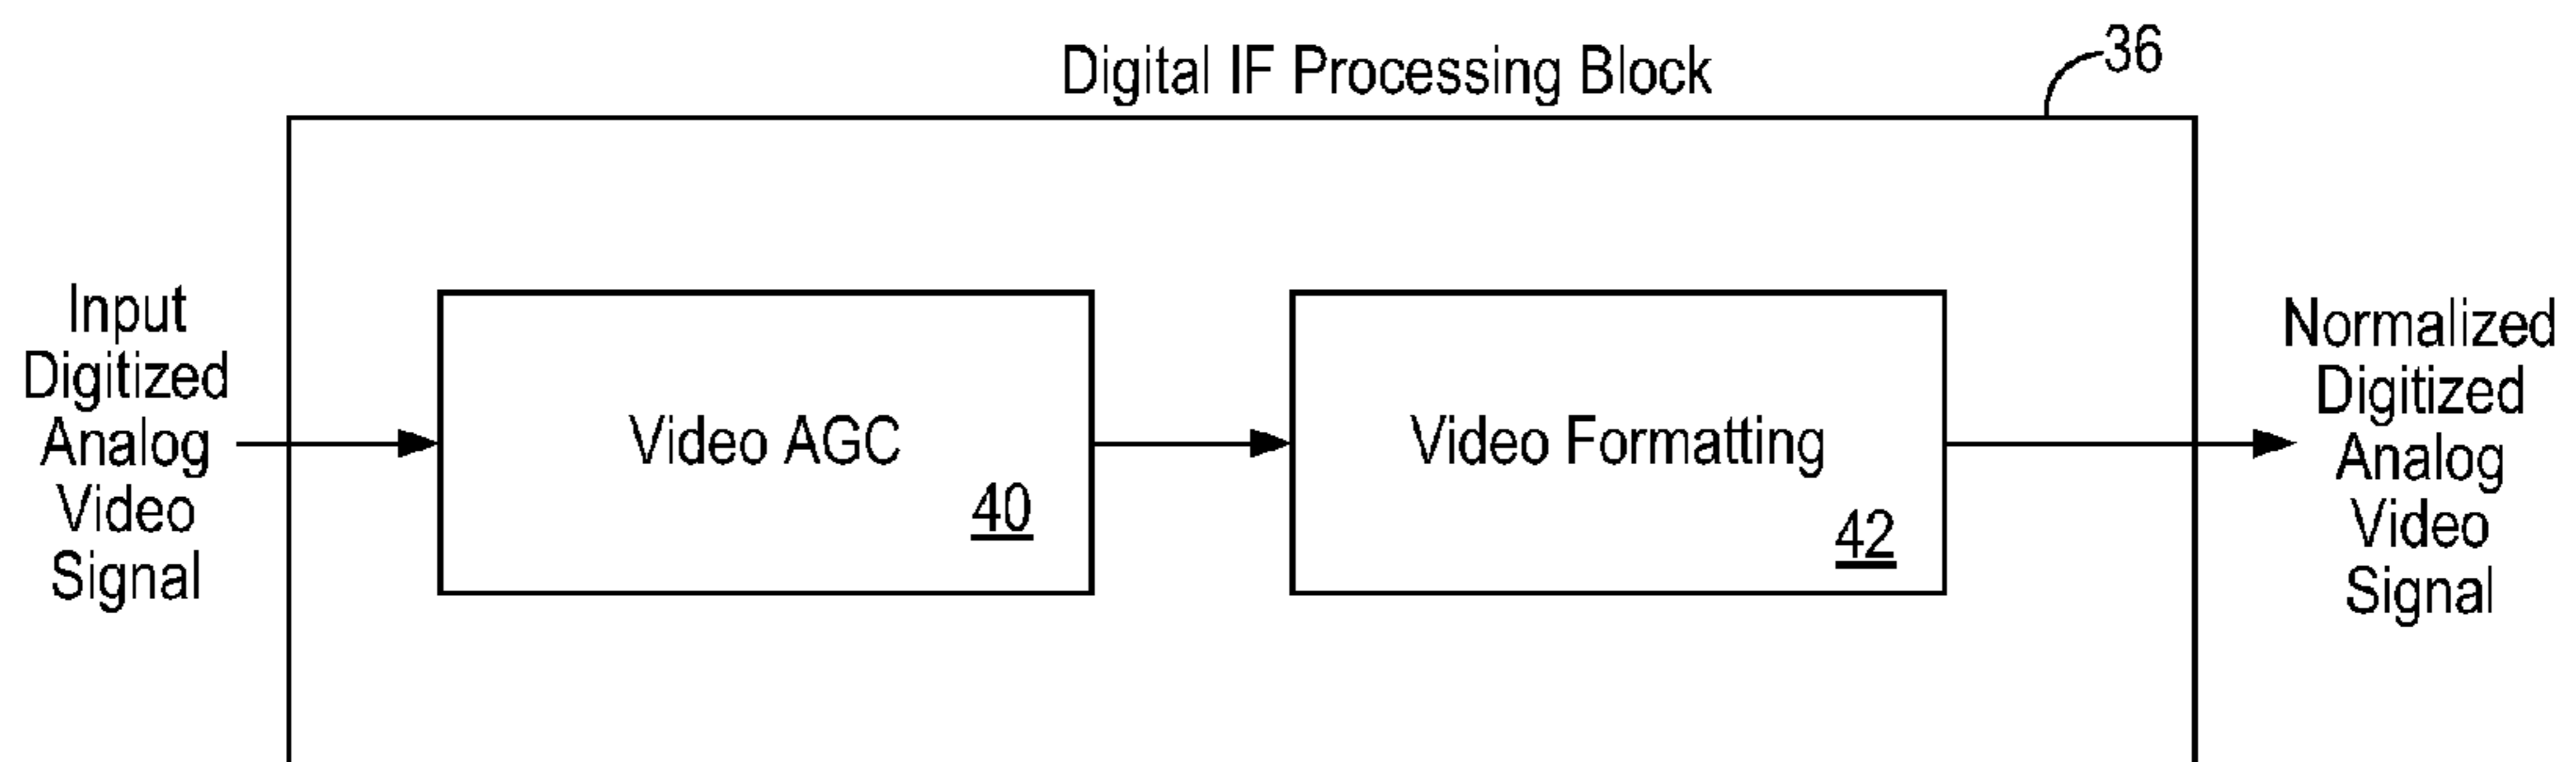 Digital IF Processing Block
36
Input
Digitized
Analog
Video
Signal
Video AGC
40
Video Formatting
42
Normalized
Digitized
Analog
Video
Signal